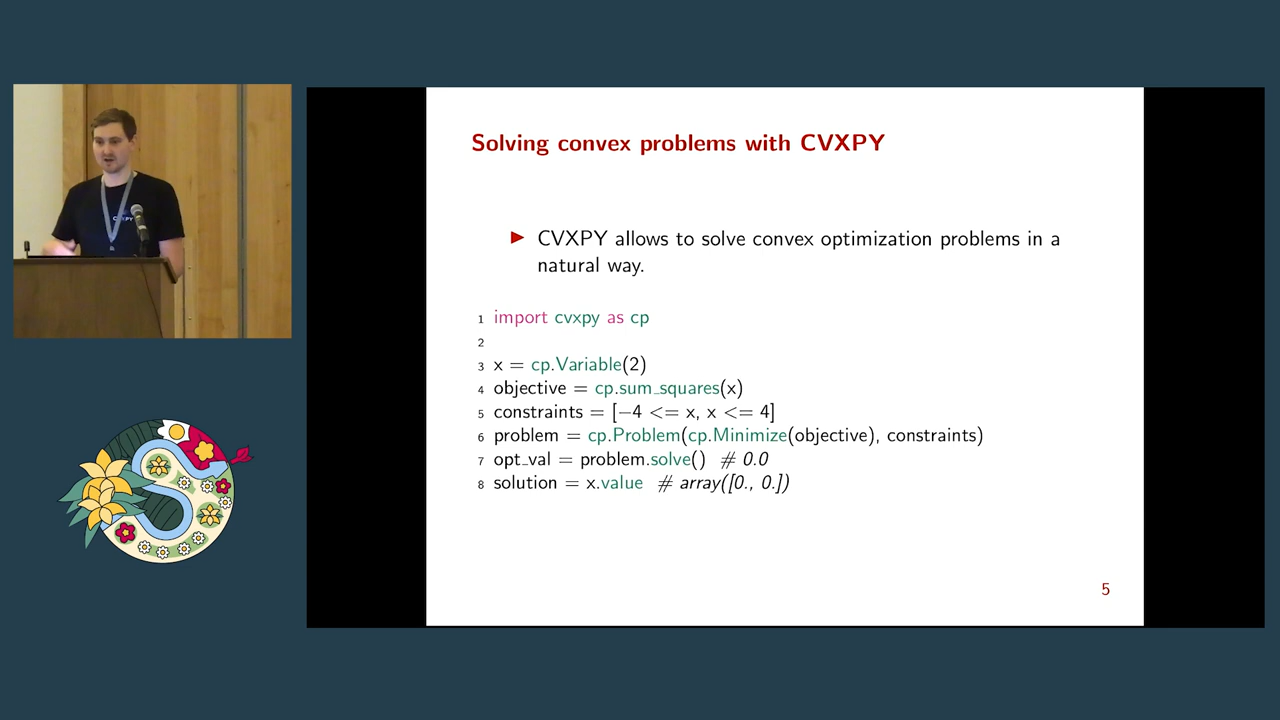 Solving convex problems with CVXPY
▶ CVXPY allows to solve convex optimization problems in a
natural way.
1 import cvxpy as cp
2
3 x = cp.Variable(2)
4 objective = cp.sum_squares(x)
5 constraints = [−4 <= x, x <= 4]
6 problem = cp.Problem(cp.Minimize(objective), constraints)
7 opt_val = problem.solve() # 0.0
8 solution = x.value # array([0., 0.])
5